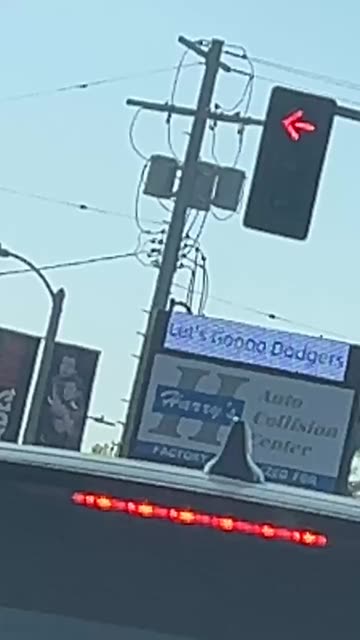 Let's Goooo Dodgers
H
Harry's
Auto
Collision
Center
FACTORY
ZED FOR